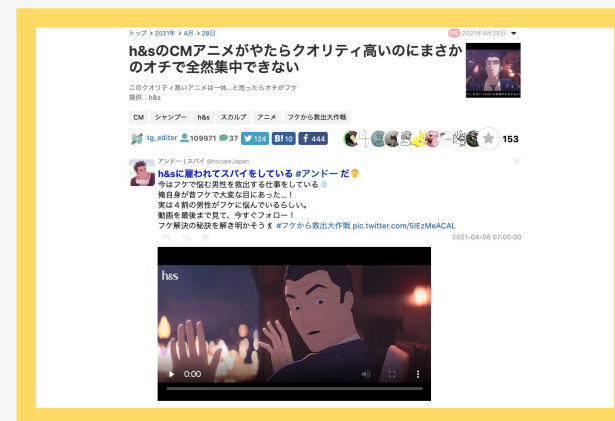 トップ > 2021年 > 4月 > 28日
PR 2021年4月28日
h&sのCMアニメがやたらクオリティ高いのにまさか
のオチで全然集中できない
このクオリティ高いアニメは一体…と思ったらオチがフケ
提供:h&s
CM シャンプー h&s スカルプ アニメ フケから救出大作戦
tg_editor 109971 37 124 B! 10 f 444 153
アンドー | スパイ @hscareJapan
h&sに雇われてスパイをしている #アンドー だ
今はフケで悩む男性を救出する仕事をしている
俺自身が昔フケで大変な目にあった…!
実は4割の男性がフケに悩んでいるらしい。
動画を最後まで見て、今すぐフォロー!
フケ解決の秘訣を解き明かそう #フケから救出大作戦 pic.twitter.com/5IEzMeACAL
2021-04-08 07:00:00
h&s
0:00